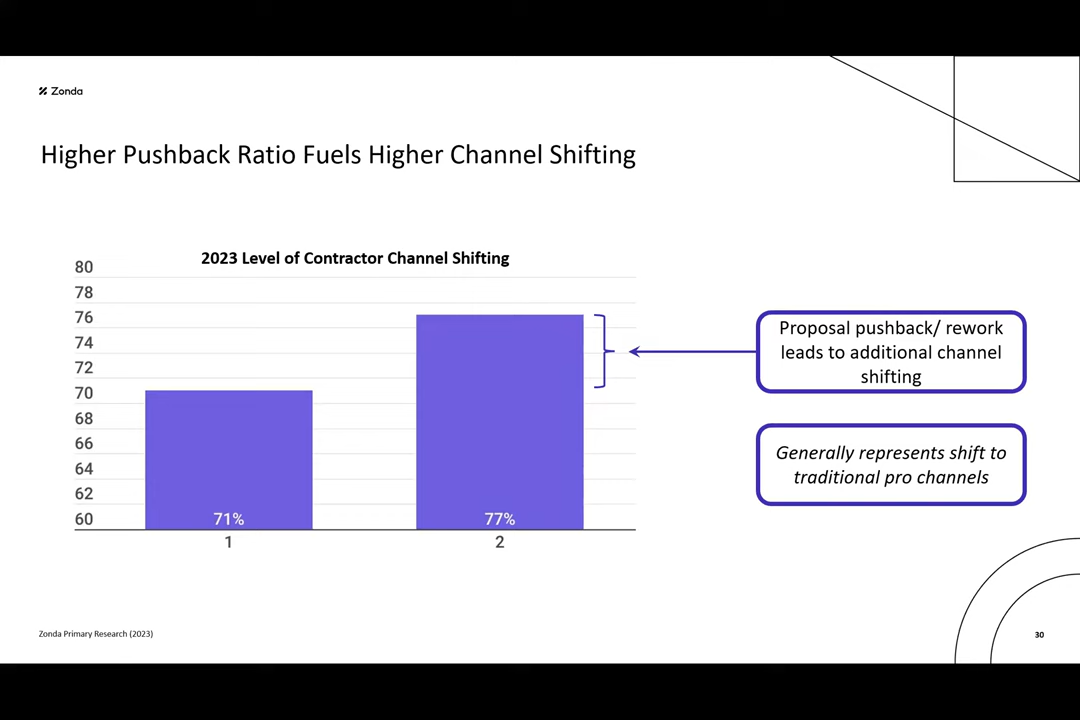 Zonda
Higher Pushback Ratio Fuels Higher Channel Shifting
2023 Level of Contractor Channel Shifting
80
78
76
74
72
70
68
66
64
62
60
71%
77%
1
2
Proposal pushback/ rework
leads to additional channel
shifting
Generally represents shift to
traditional pro channels
Zonda Primary Research (2023)
30